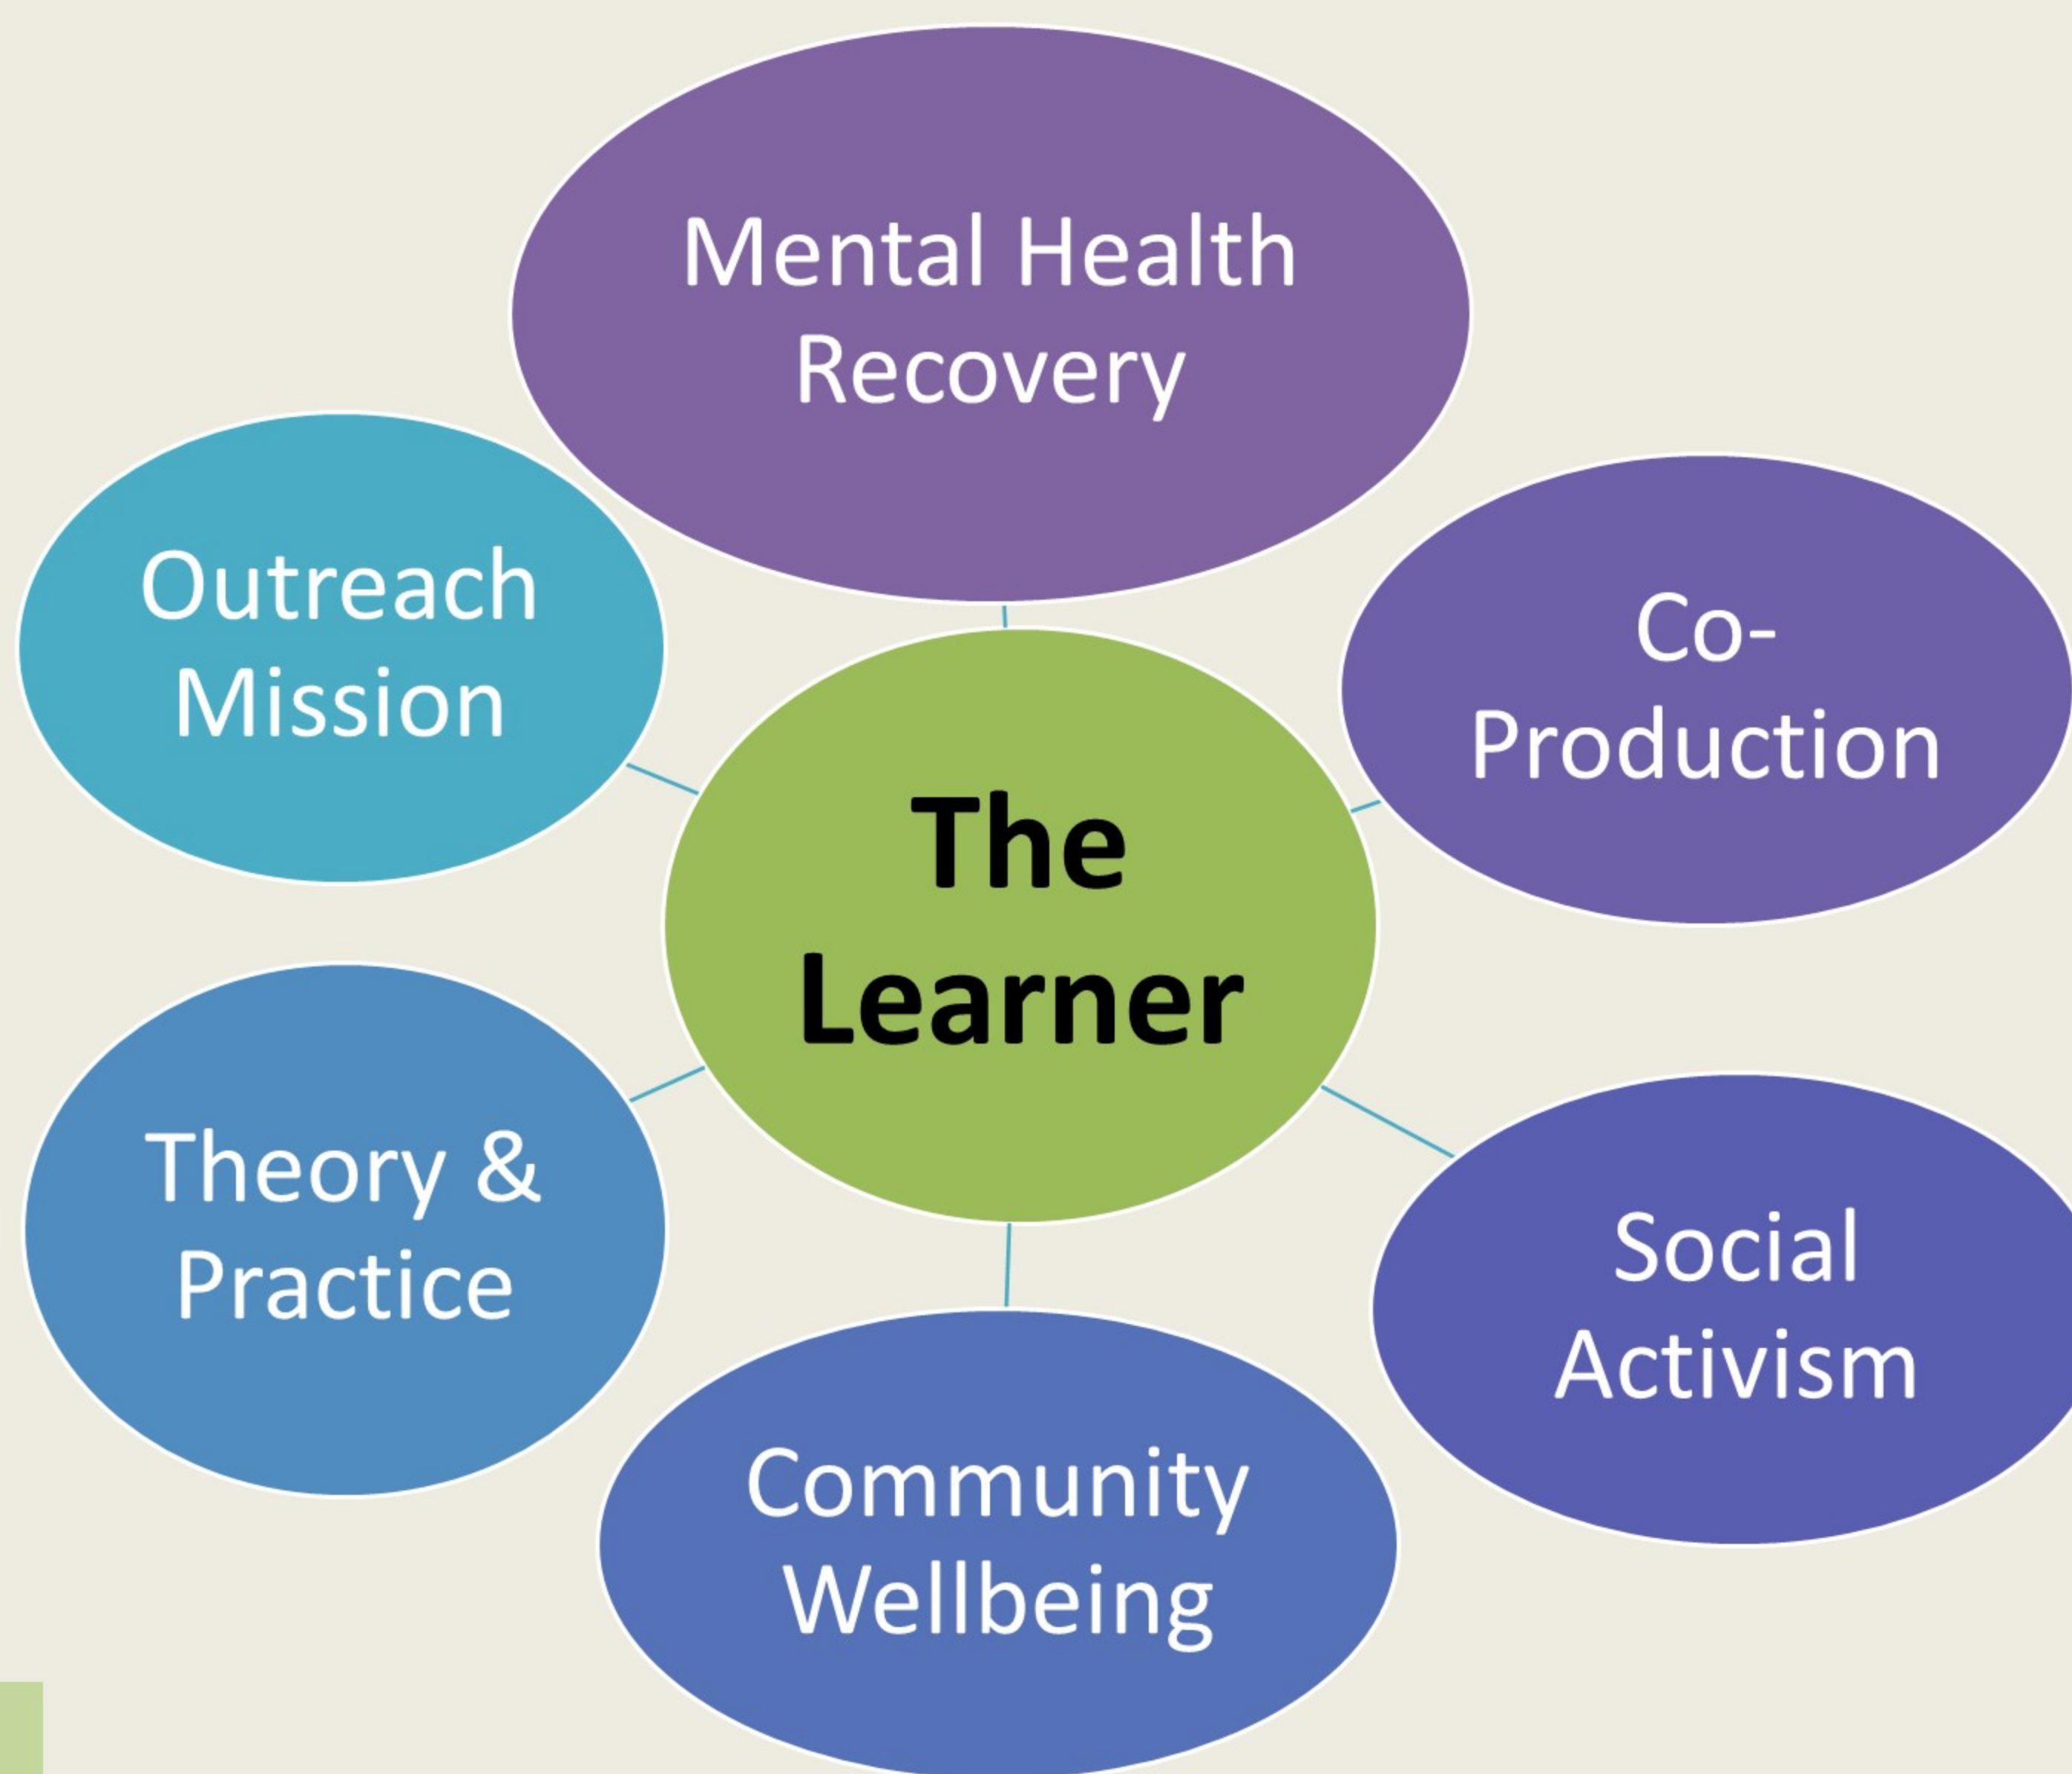 Mental Health
Recovery
Co-
Production
Social
Activism
Community
Wellbeing
Theory &
Practice
Outreach
Mission
The
Learner